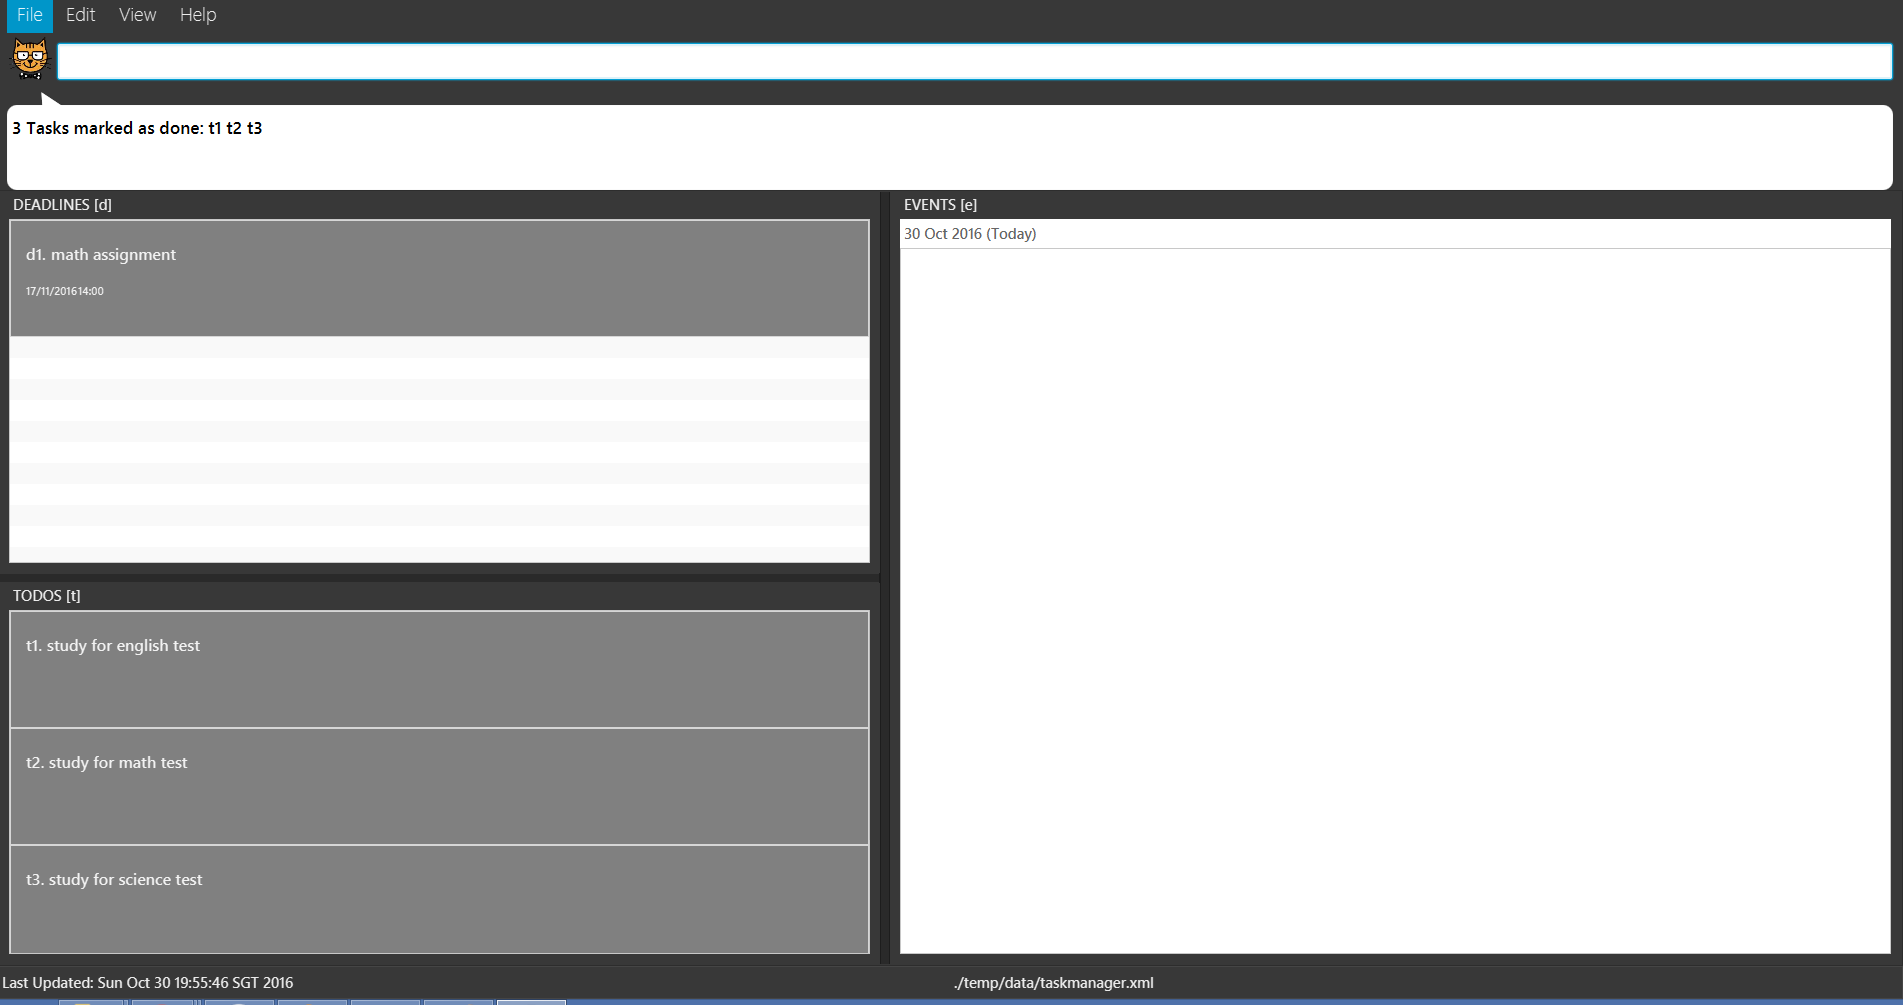 File Edit View Help
3 Tasks marked as done: t1 t2 t3
DEADLINES [d]
d1. math assignment
17/11/201614:00
TODOS [t]
t1. study for english test
t2. study for math test
t3. study for science test
EVENTS [e]
30 Oct 2016 (Today)
Last Updated: Sun Oct 30 19:55:46 SGT 2016
./temp/data/taskmanager.xml